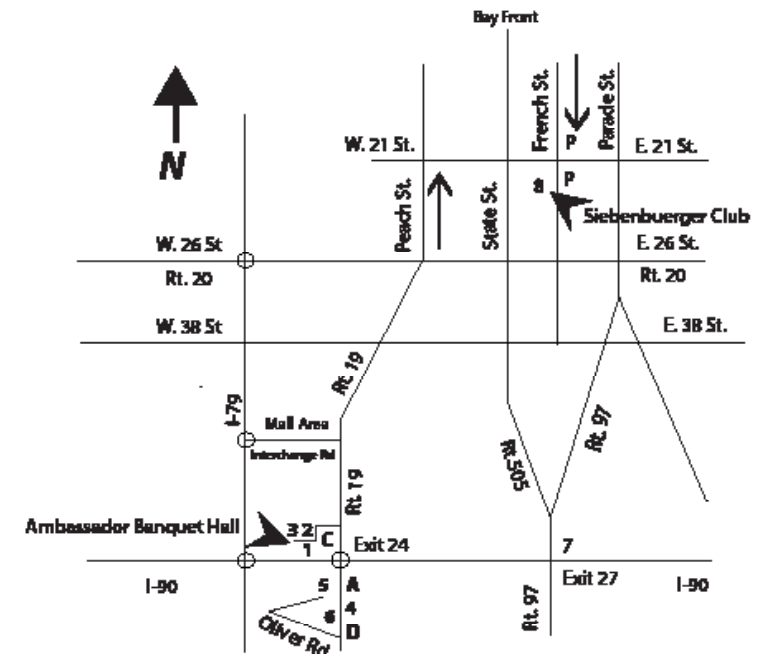 Bay Front
N
French St.
P
Parade St.
W. 21 St.
E. 21 St.
Peach St.
State St.
a
P
Siebenbuerger Club
W. 26 St
E. 26 St.
Rt. 20
Rt. 20
W. 38 St
E. 38 St.
Rt. 19
I-79
Mall Area
Interchange Rd
Rt. 97
Rt. 505
Rt. 19
Ambassador Banquet Hall
3 2
1
C
Exit 24
7
I-90
5
A
Exit 27
I-90
4
6
D
Oliver Rd
Rt. 97